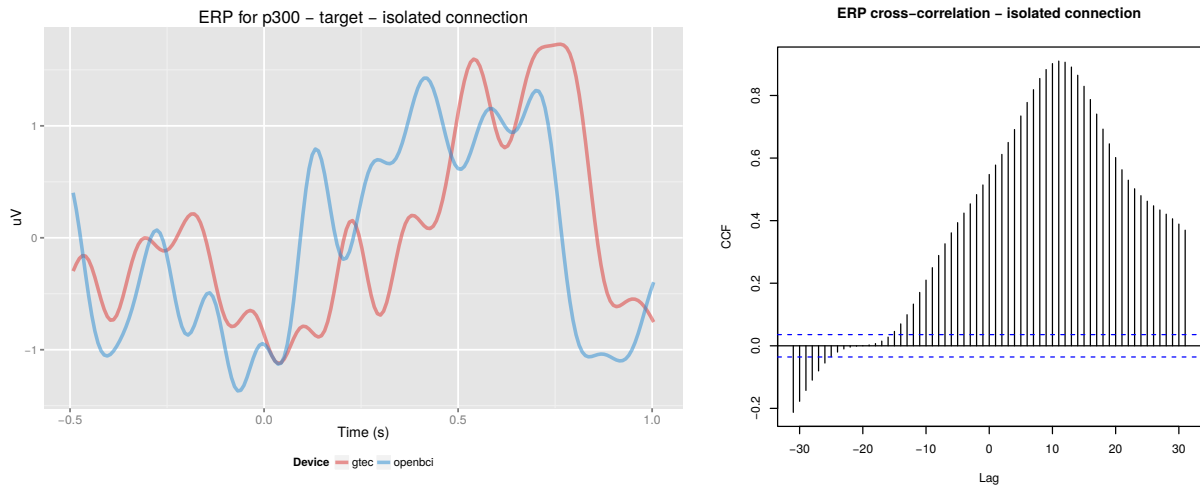 ERP for p300 − target − isolated connection
uV
1
0
−1
−0.5
0.0
0.5
1.0
Time (s)
Device gtec openbci
ERP cross−correlation − isolated connection
CCF
0.8
0.6
0.4
0.2
0.0
−0.2
−30
−20
−10
0
10
20
30
Lag